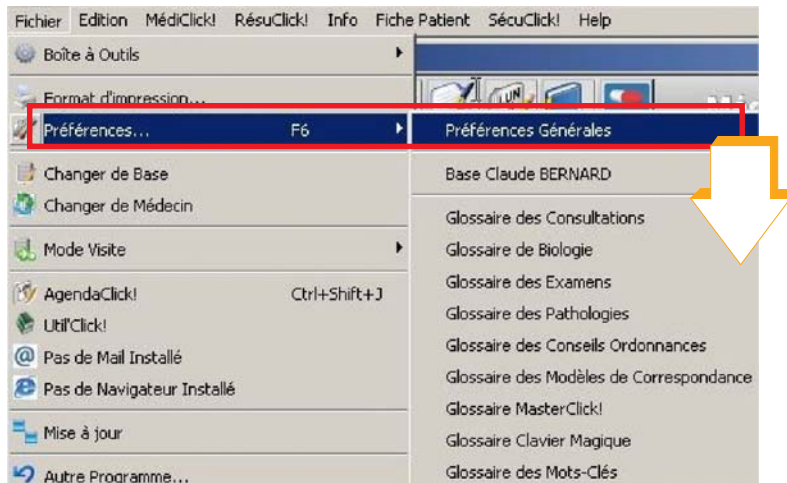 Fichier Edition MédiClick! RésuClick! Info Fiche Patient SécuClick! Help
Boîte à Outils
Format d'impression...
LUN
Préférences... F6
Changer de Base
Changer de Médecin
Mode Visite
AgendaClick! Ctrl+Shift+J
Util'Click!
Pas de Mail Installé
Pas de Navigateur Installé
Mise à jour
Autre Programme...
Préférences Générales
Base Claude BERNARD
Glossaire des Consultations
Glossaire de Biologie
Glossaire des Examens
Glossaire des Pathologies
Glossaire des Conseils Ordonnances
Glossaire des Modèles de Correspondance
Glossaire MasterClick!
Glossaire Clavier Magique
Glossaire des Mots-Clés